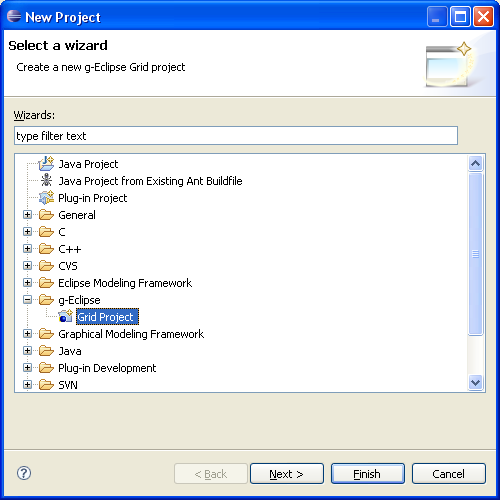 New Project
Select a wizard
Create a new g-Eclipse Grid project
Wizards:
type filter text
Java Project
Java Project from Existing Ant Buildfile
Plug-in Project
General
C
C++
CVS
Eclipse Modeling Framework
g-Eclipse
Grid Project
Graphical Modeling Framework
Java
Plug-in Development
SVN
?
< Back
Next >
Finish
Cancel